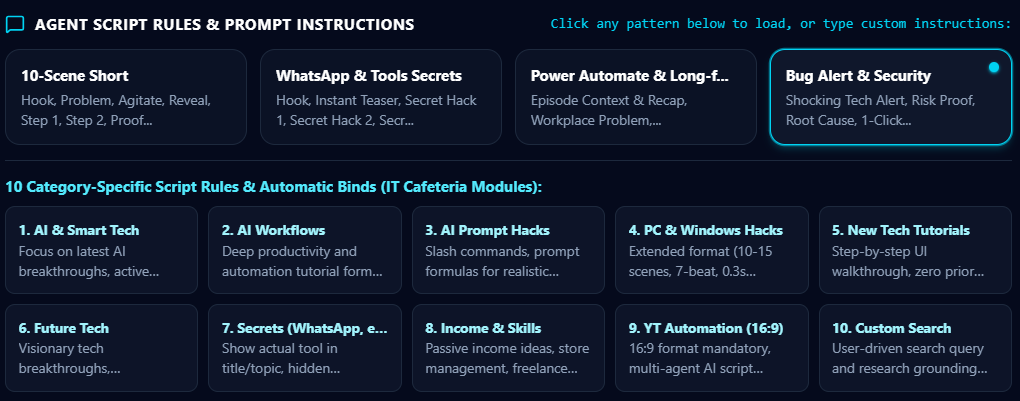 AGENT SCRIPT RULES & PROMPT INSTRUCTIONS
Click any pattern below to load, or type custom instructions:
10-Scene Short
Hook, Problem, Agitate, Reveal,
Step 1, Step 2, Proof...
WhatsApp & Tools Secrets
Hook, Instant Teaser, Secret Hack
1, Secret Hack 2, Secr...
Power Automate & Long-f...
Episode Context & Recap,
Workplace Problem,...
Bug Alert & Security
Shocking Tech Alert, Risk Proof,
Root Cause, 1-Click...
10 Category-Specific Script Rules & Automatic Binds (IT Cafeteria Modules):
1. AI & Smart Tech
Focus on latest AI
breakthroughs, active...
2. AI Workflows
Deep productivity and
automation tutorial form...
3. AI Prompt Hacks
Slash commands, prompt
formulas for realistic...
4. PC & Windows Hacks
Extended format (10-15
scenes, 7-beat, 0.3s...
5. New Tech Tutorials
Step-by-step UI
walkthrough, zero prior...
6. Future Tech
Visionary tech
breakthroughs,...
7. Secrets (WhatsApp, e...
Show actual tool in
title/topic, hidden...
8. Income & Skills
Passive income ideas, store
management, freelance...
9. YT Automation (16:9)
16:9 format mandatory,
multi-agent AI script...
10. Custom Search
User-driven search query
and research grounding...